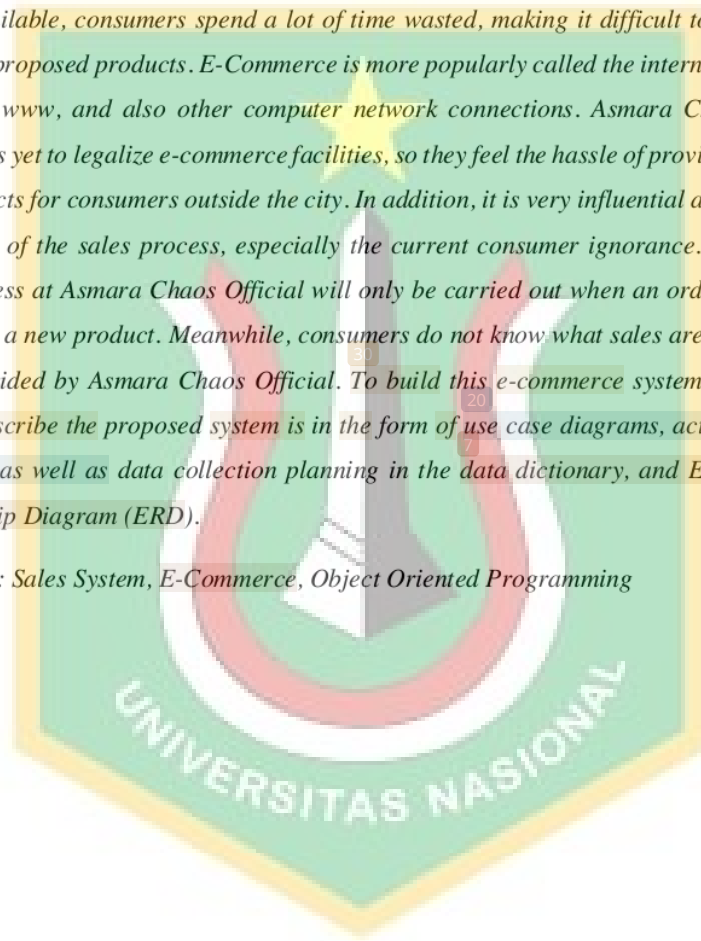 ilable, consumers spend a lot of time wasted, making it difficult to
proposed products. E-Commerce is more popularly called the intern
www, and also other computer network connections. Asmara C
s yet to legalize e-commerce facilities, so they feel the hassle of provi
cts for consumers outside the city. In addition, it is very influential a
of the sales process, especially the current consumer ignorance.
ess at Asmara Chaos Official will only be carried out when an ord
a new product. Meanwhile, consumers do not know what sales are
30
ided by Asmara Chaos Official. To build this e-commerce system
20
scribe the proposed system is in the form of use case diagrams, act
7
as well as data collection planning in the data dictionary, and E
ip Diagram (ERD).
: Sales System, E-Commerce, Object Oriented Programming
UNIVERSITAS NASIONAL